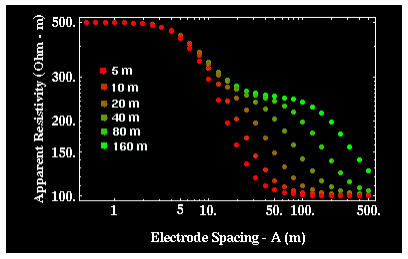 Apparent Resistivity (Ohm - m)
500.
300.
200.
150.
100.
5 m
10 m
20 m
40 m
80 m
160 m
1 5 10. 50. 100. 500.
Electrode Spacing - A (m)